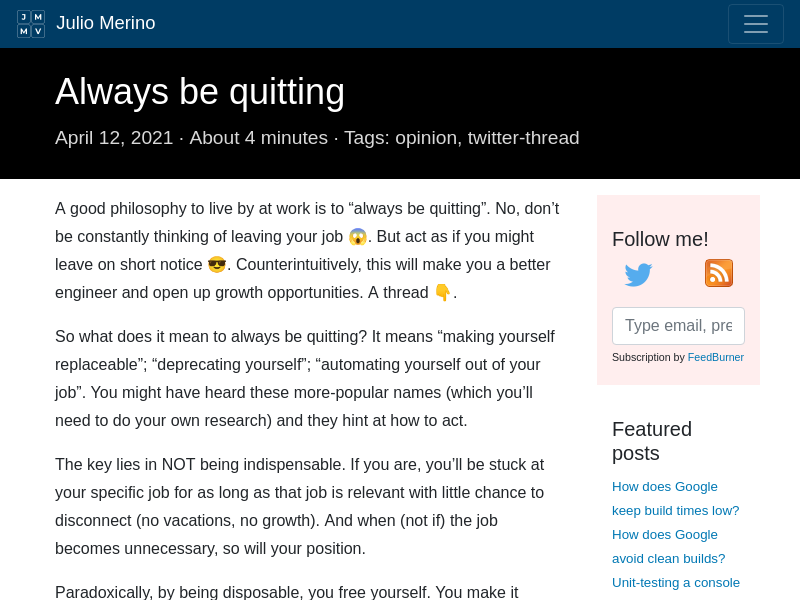 J M
M V
Julio Merino
Always be quitting
April 12, 2021 · About 4 minutes · Tags: opinion, twitter-thread
A good philosophy to live by at work is to “always be quitting”. No, don’t
be constantly thinking of leaving your job 😱. But act as if you might
leave on short notice 😎. Counterintuitively, this will make you a better
engineer and open up growth opportunities. A thread 👇.
So what does it mean to always be quitting? It means “making yourself
replaceable”; “deprecating yourself”; “automating yourself out of your
job”. You might have heard these more-popular names (which you’ll
need to do your own research) and they hint at how to act.
The key lies in NOT being indispensable. If you are, you’ll be stuck at
your specific job for as long as that job is relevant with little chance to
disconnect (no vacations, no growth). And when (not if) the job
becomes unnecessary, so will your position.
Paradoxically, by being disposable, you free yourself. You make it
Follow me!
Type email, pre
Subscription by FeedBurner
Featured
posts
How does Google
keep build times low?
How does Google
avoid clean builds?
Unit-testing a console